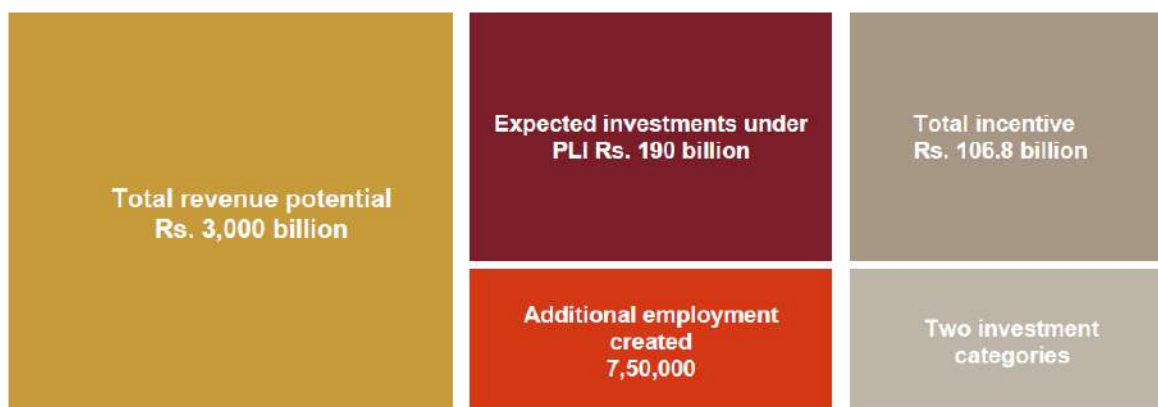 Total revenue potential
Rs. 3,000 billion
Expected investments under
PLI Rs. 190 billion
Total incentive
Rs. 106.8 billion
Additional employment
created
7,50,000
Two investment
categories